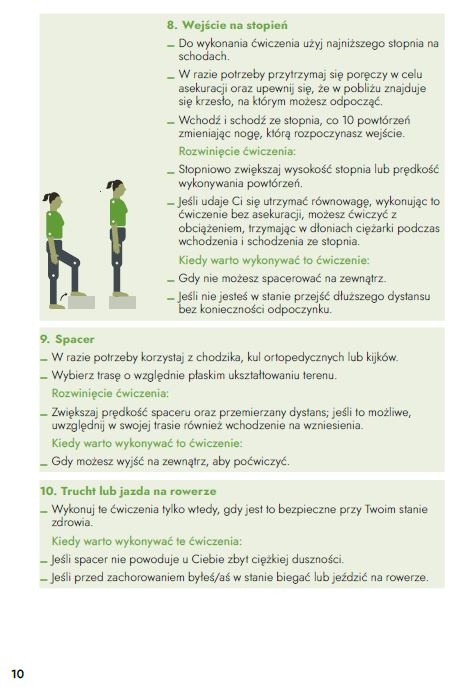 8. Wejście na stopień
– Do wykonania ćwiczenia użyj najniższego stopnia na
schodach.
– W razie potrzeby przytrzymaj się poręczy w celu
asekuracji oraz upewnij się, że w pobliżu znajduje
się krzesło, na którym możesz odpocząć.
– Wchodź i schodź ze stopnia, co 10 powtórzeń
zmieniając nogę, którą rozpoczynasz wejście.
Rozwinięcie ćwiczenia:
– Stopniowo zwiększaj wysokość stopnia lub prędkość
wykonywania powtórzeń.
– Jeśli udaje Ci się utrzymać równowagę, wykonując to
ćwiczenie bez asekuracji, możesz ćwiczyć z
obciążeniem, trzymając w dłoniach ciężarki podczas
wchodzenia i schodzenia ze stopnia.
Kiedy warto wykonywać to ćwiczenie:
– Gdy nie możesz spacerować na zewnątrz.
– Jeśli nie jesteś w stanie przejść dłuższego dystansu
bez konieczności odpoczynku.
9. Spacer
– W razie potrzeby korzystaj z chodzika, kul ortopedycznych lub kijków.
– Wybierz trasę o względnie płaskim ukształtowaniu terenu.
Rozwinięcie ćwiczenia:
– Zwiększaj prędkość spaceru oraz przemierzany dystans; jeśli to możliwe,
uwzględnij w swojej trasie również wchodzenie na wzniesienia.
Kiedy warto wykonywać to ćwiczenie:
– Gdy możesz wyjść na zewnątrz, aby poćwiczyć.
10. Trucht lub jazda na rowerze
– Wykonuj te ćwiczenia tylko wtedy, gdy jest to bezpieczne przy Twoim stanie
zdrowia.
Kiedy warto wykonywać te ćwiczenia:
– Jeśli spacer nie powoduje u Ciebie zbyt ciężkiej duszności.
– Jeśli przed zachorowaniem byłeś/aś w stanie biegać lub jeździć na rowerze.
10